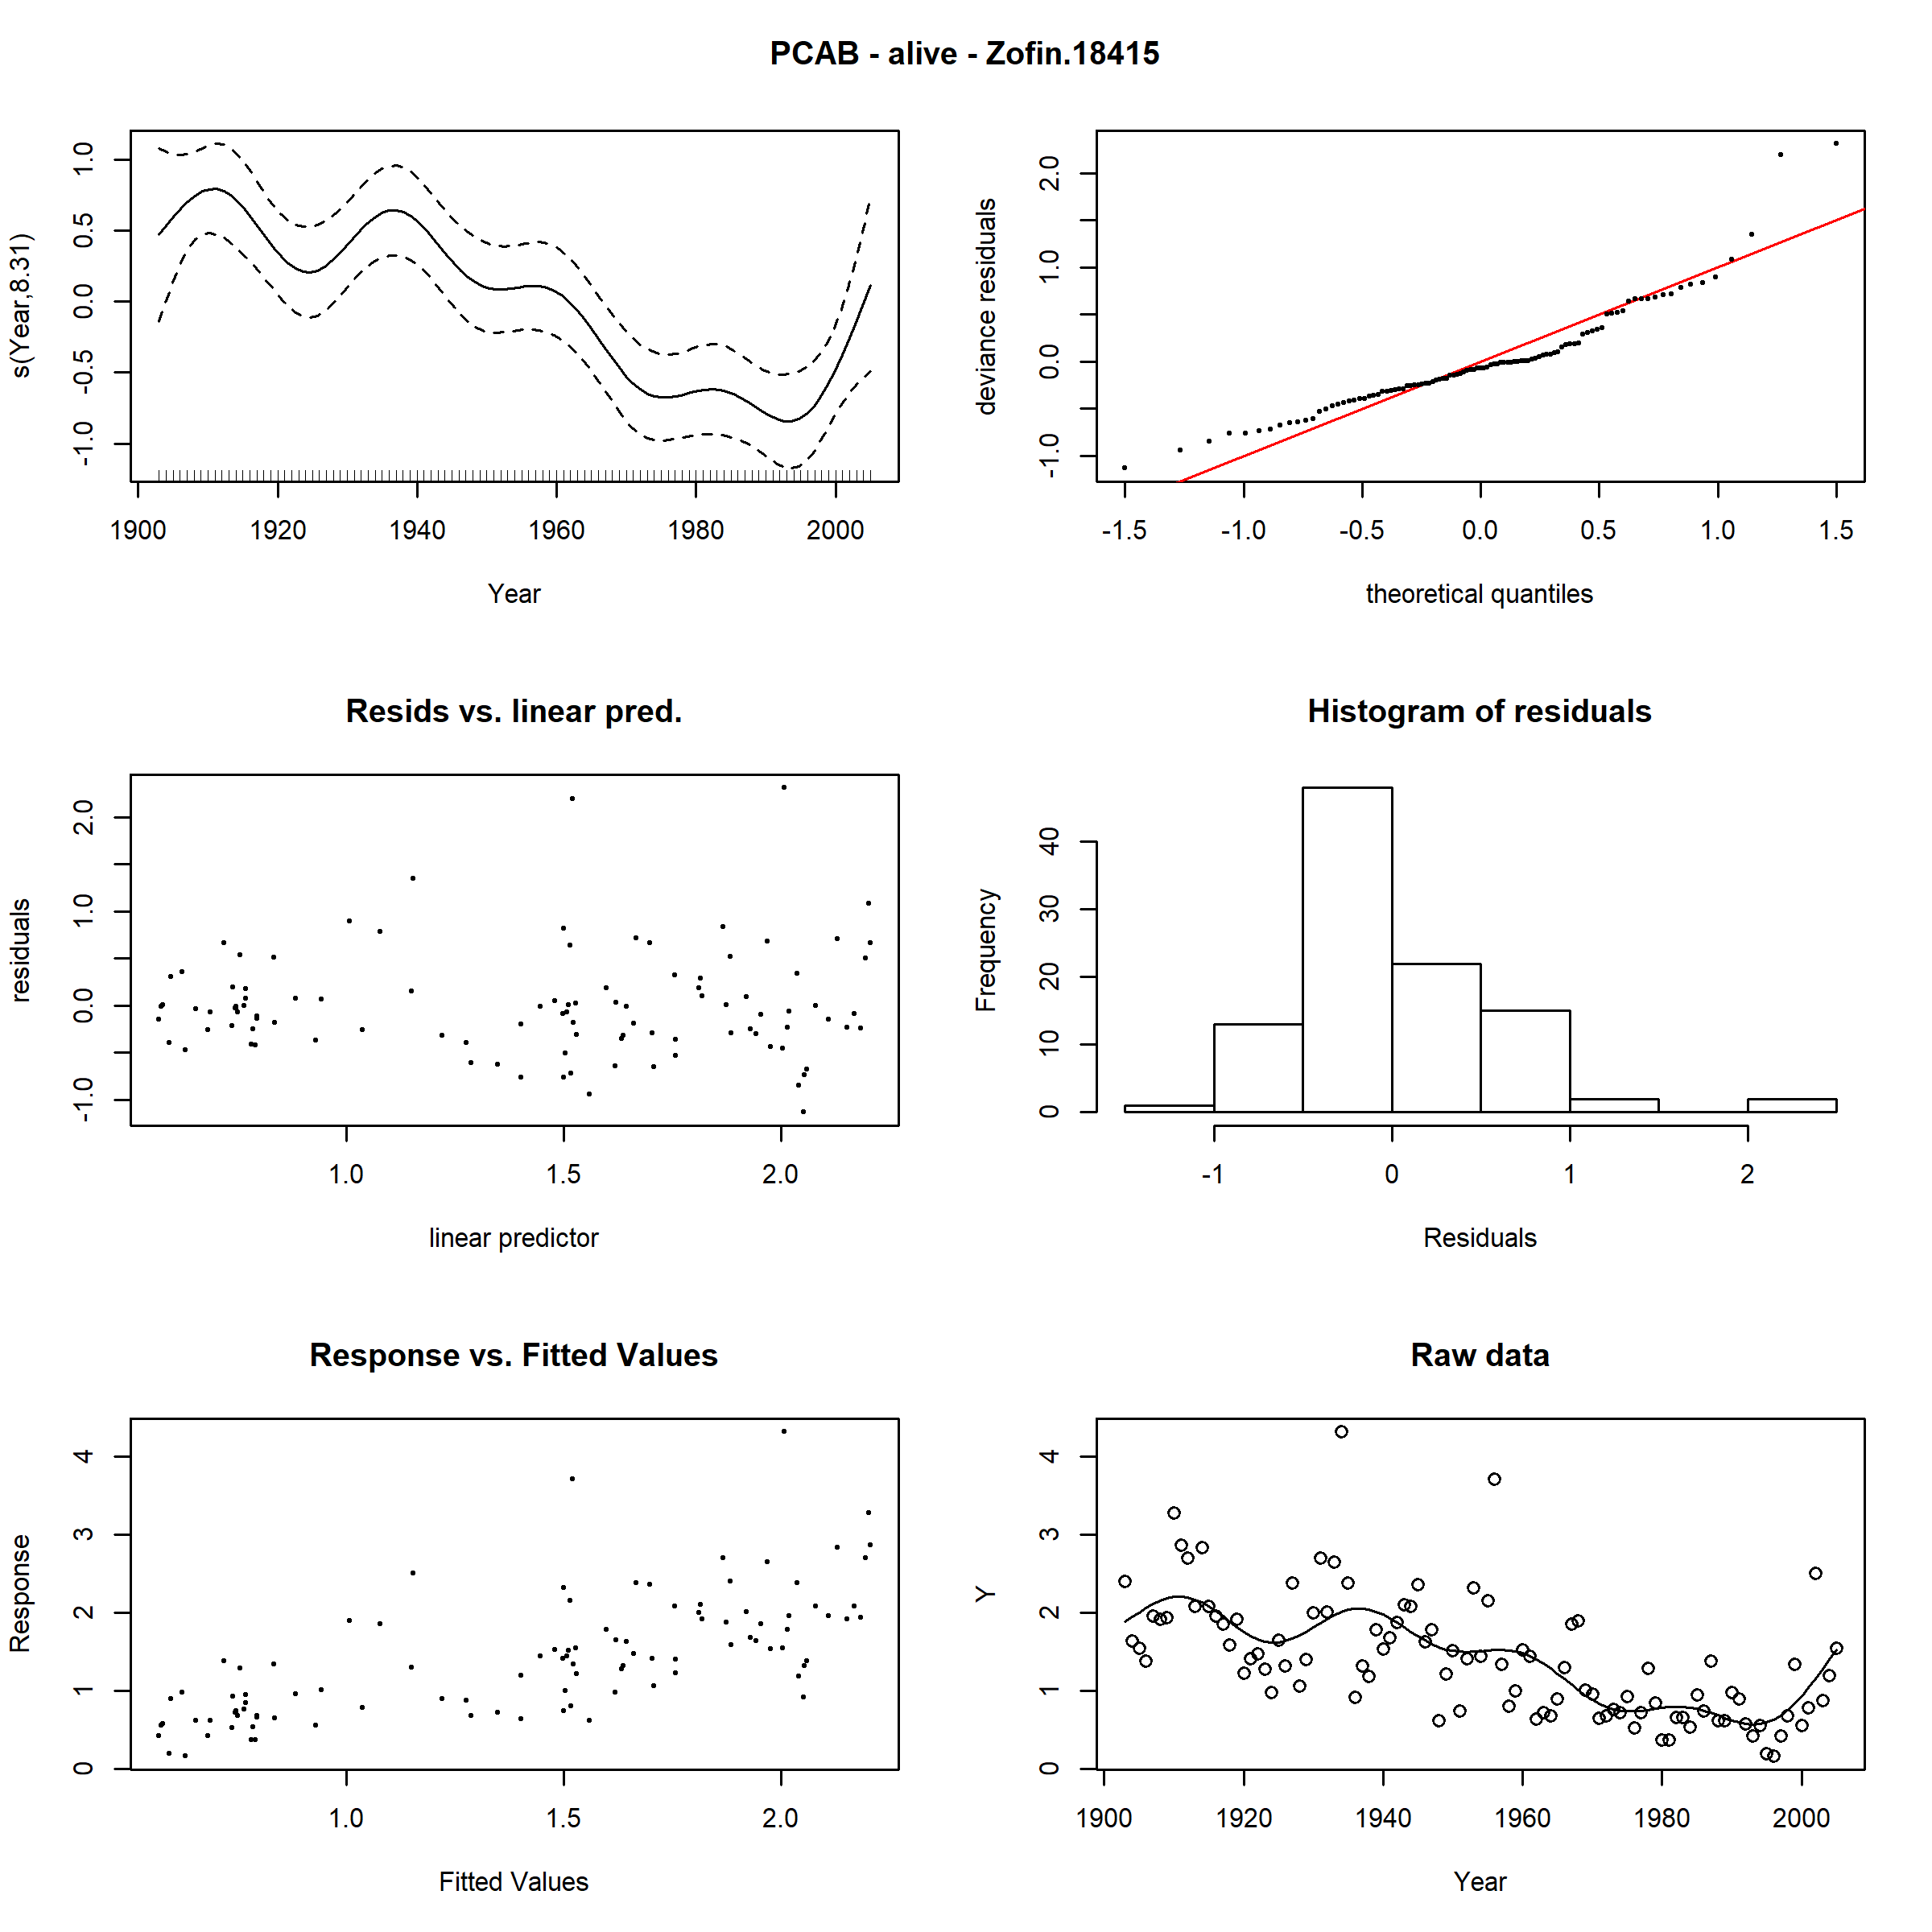 PCAB - alive - Zofin.18415
s(Year,8.31)
1.0
0.5
0.0
-0.5
-1.0
1900 1920 1940 1960 1980 2000
Year
deviance residuals
2.0
1.0
0.0
-1.0
-1.5 -1.0 -0.5 0.0 0.5 1.0 1.5
theoretical quantiles
Resids vs. linear pred.
residuals
2.0
1.0
0.0
-1.0
1.0 1.5 2.0
linear predictor
Histogram of residuals
Frequency
40
30
20
10
0
-1 0 1 2
Residuals
Response vs. Fitted Values
Response
4
3
2
1
0
1.0 1.5 2.0
Fitted Values
Raw data
Y
4
3
2
1
0
1900 1920 1940 1960 1980 2000
Year